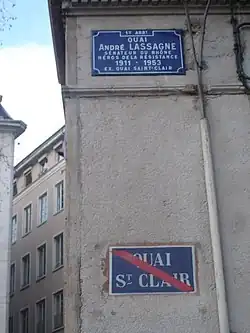 1er ARRt
QUAI
ANDRÉ LASSAGNE
SÉNATEUR DU RHÔNE
HÉROS DE LA RÉSISTANCE
1911 - 1953
EX. QUAI SAINT-CLAIR
QUAI
ST CLAIR